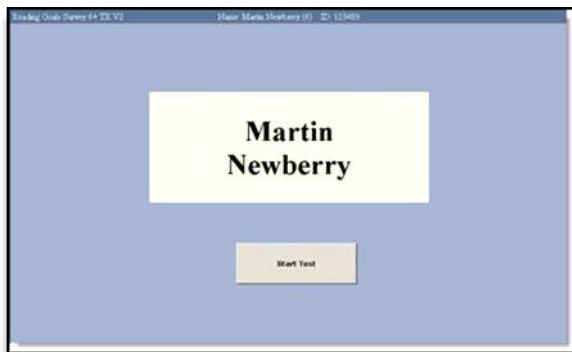 Reading Goals Survey 6+ TX V2 Name: Martin Newberry (6) ID: 123489
Martin
Newberry
Start Test